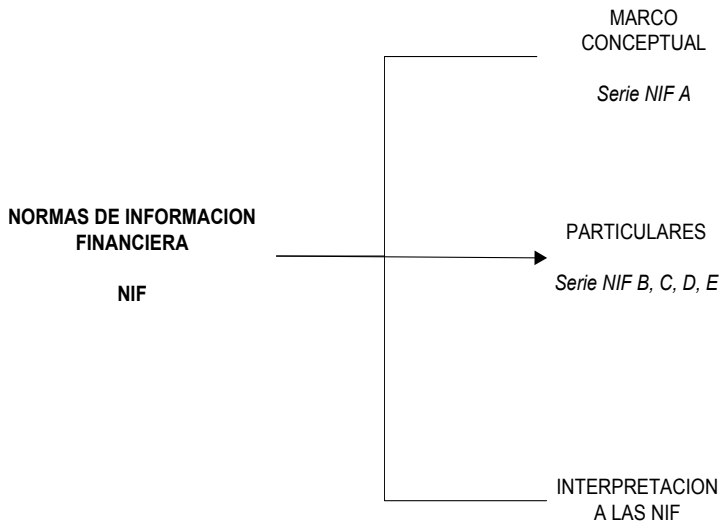 MARCO
CONCEPTUAL
Serie NIF A
NORMAS DE INFORMACION
FINANCIERA
NIF
PARTICULARES
Serie NIF B, C, D, E
INTERPRETACION
A LAS NIF